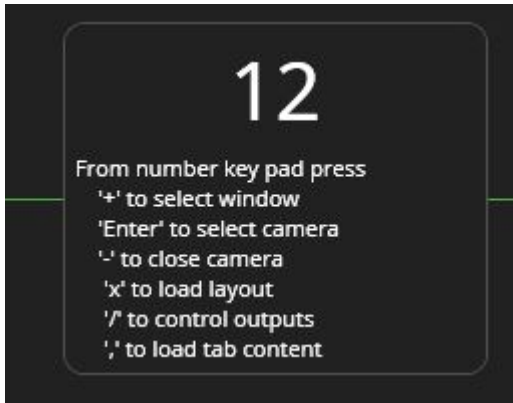 12
From number key pad press
'+' to select window
'Enter' to select camera
'-' to close camera
'x' to load layout
'/' to control outputs
',' to load tab content